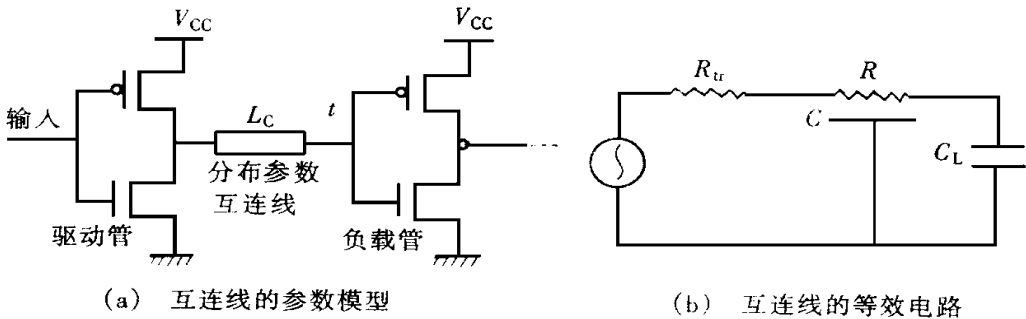 V_CC
V_CC
输入
L_C
t
分布参数
互连线
驱动管
负载管
(a) 互连线的参数模型
R_tr
R
C
C_L
(b) 互连线的等效电路